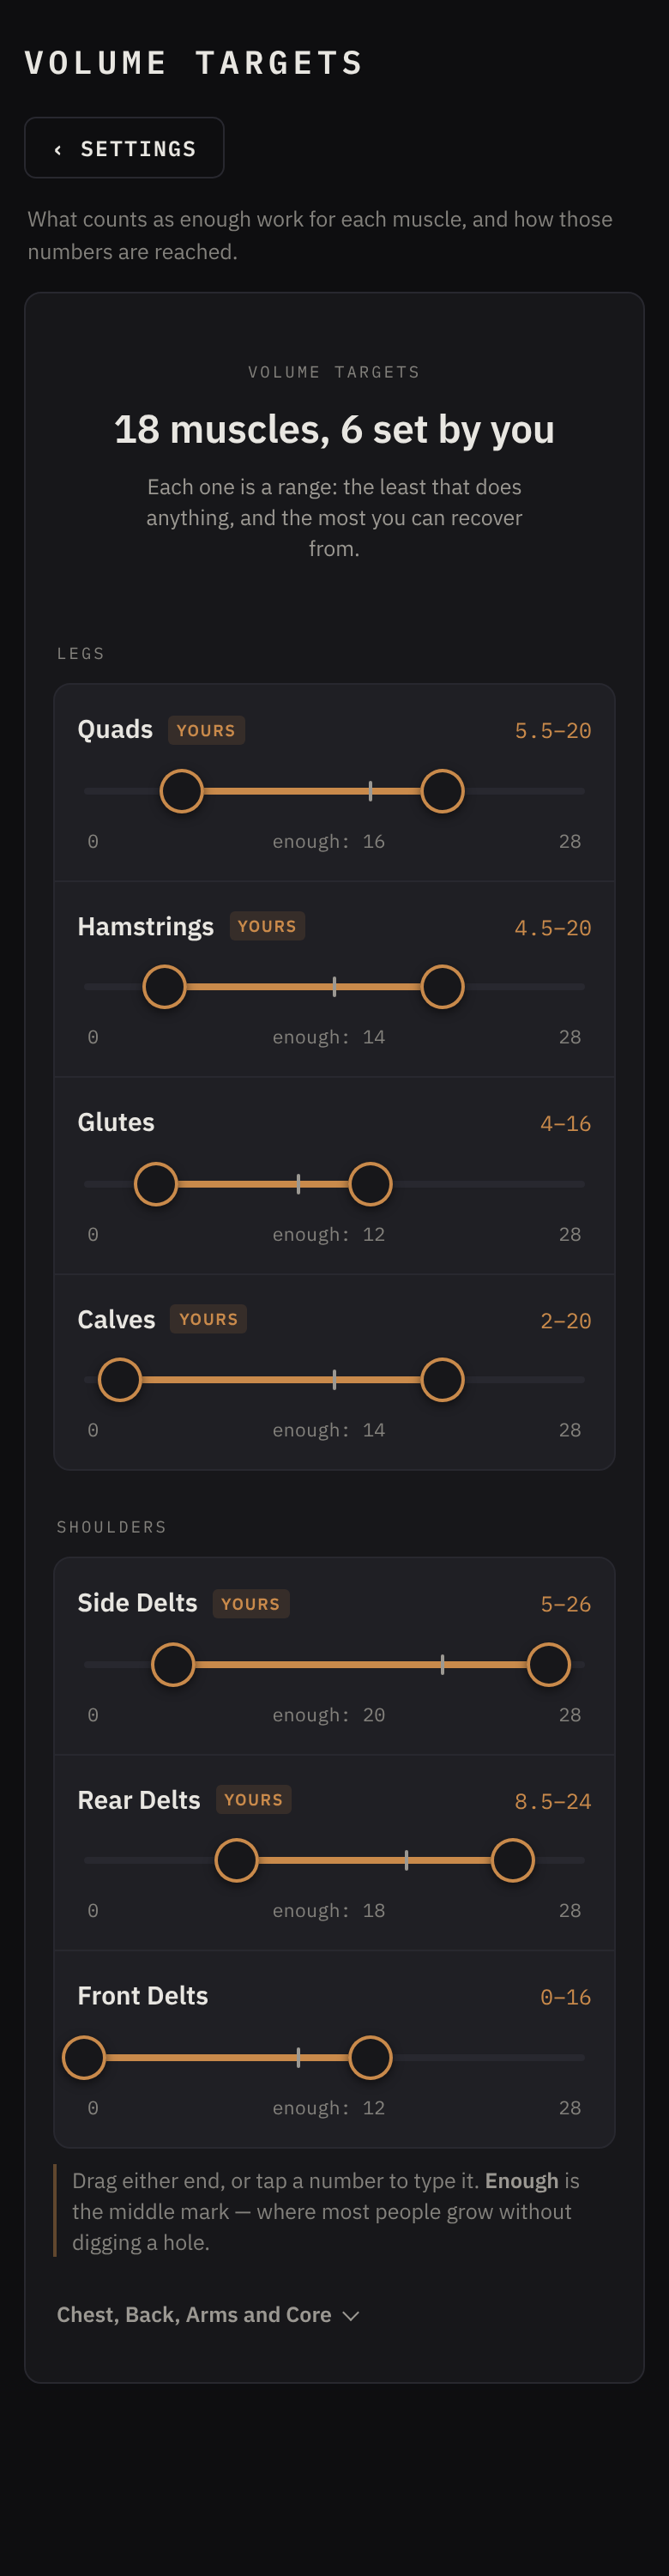 VOLUME TARGETS
‹ SETTINGS
What counts as enough work for each muscle, and how those
numbers are reached.
VOLUME TARGETS
18 muscles, 6 set by you
Each one is a range: the least that does
anything, and the most you can recover
from.
LEGS
Quads YOURS 5.5–20
0 enough: 16 28
Hamstrings YOURS 4.5–20
0 enough: 14 28
Glutes 4–16
0 enough: 12 28
Calves YOURS 2–20
0 enough: 14 28
SHOULDERS
Side Delts YOURS 5–26
0 enough: 20 28
Rear Delts YOURS 8.5–24
0 enough: 18 28
Front Delts 0–16
0 enough: 12 28
Drag either end, or tap a number to type it. Enough is
the middle mark — where most people grow without
digging a hole.
Chest, Back, Arms and Core